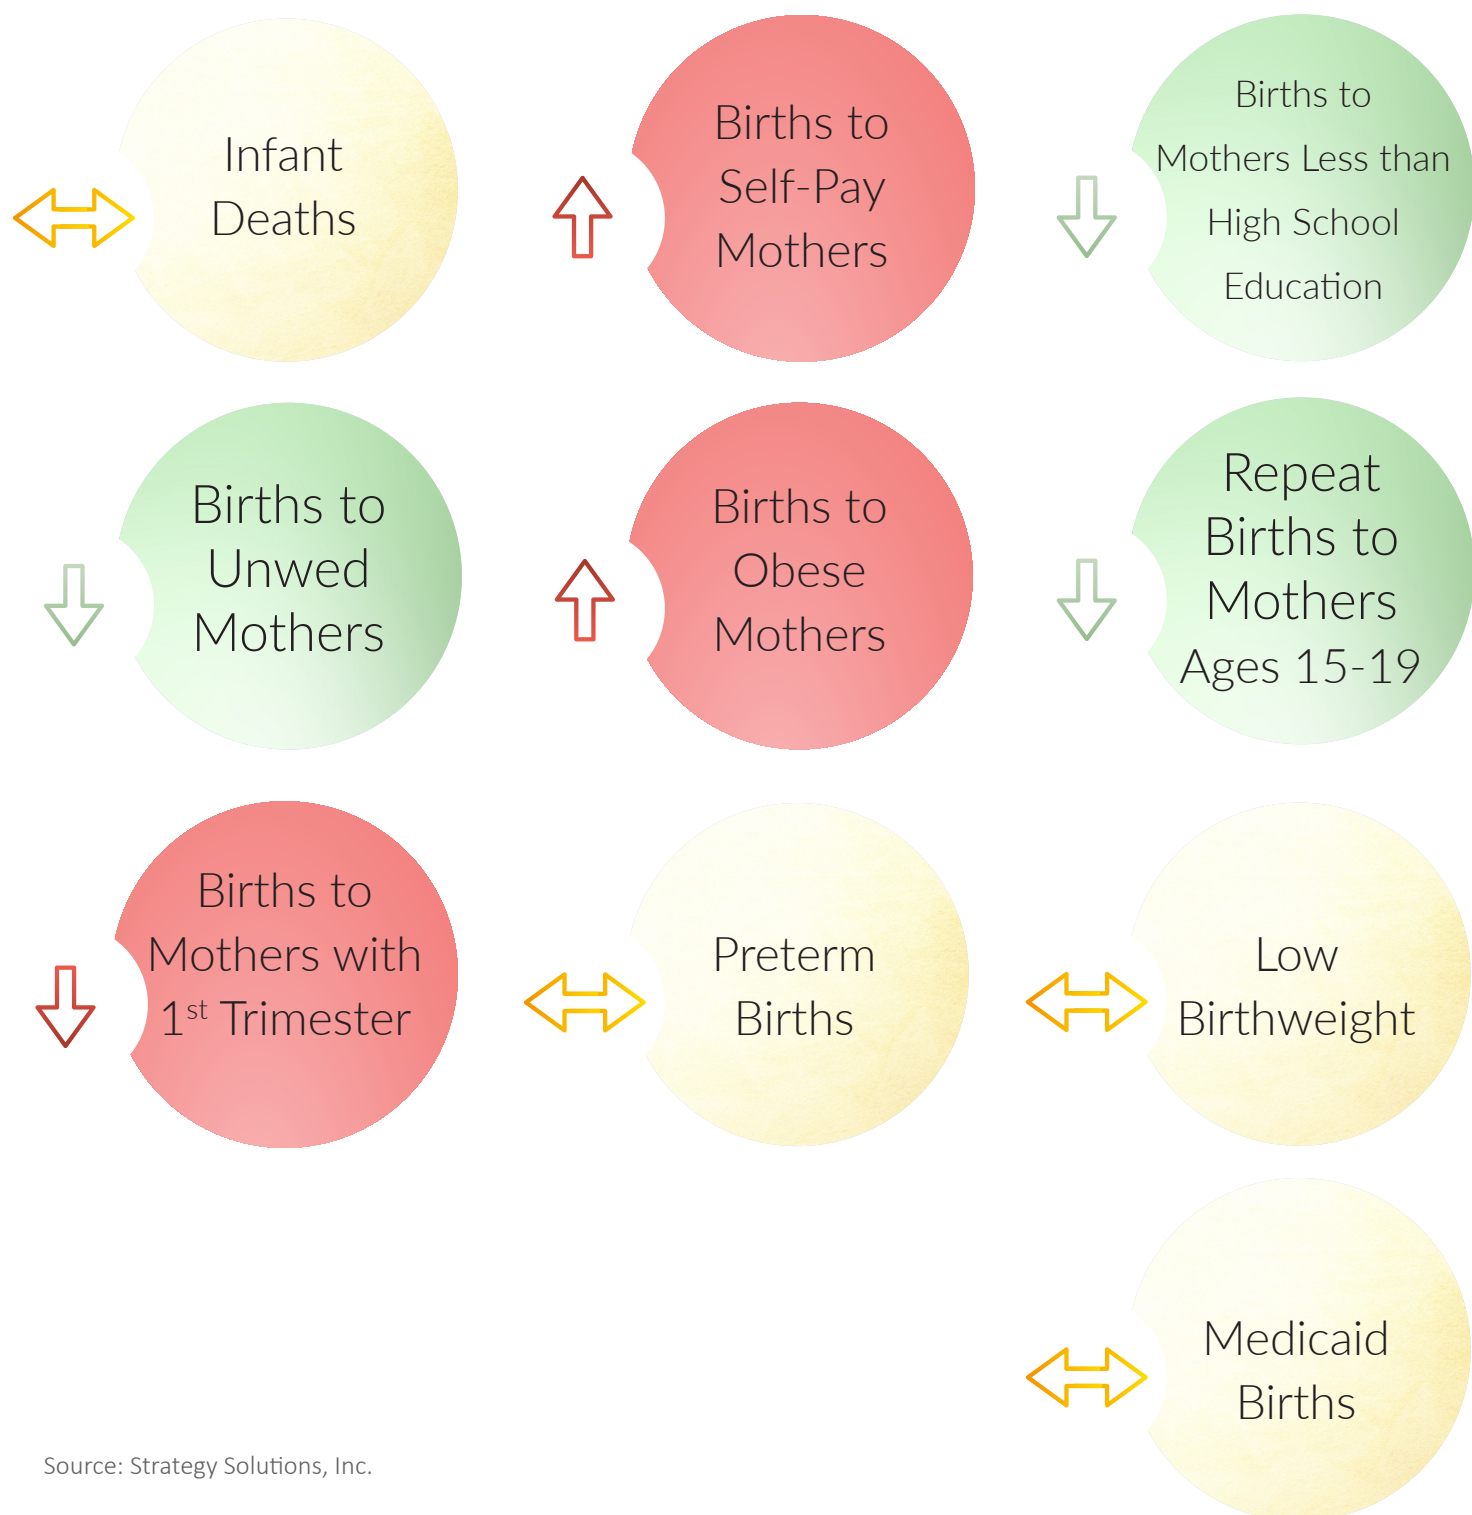 Infant
Deaths
Births to
Self-Pay
Mothers
Births to
Mothers Less than
High School
Education
Births to
Unwed
Mothers
Births to
Obese
Mothers
Repeat
Births to
Mothers
Ages 15-19
Births to
Mothers with
1st Trimester
Preterm
Births
Low
Birthweight
Medicaid
Births
Source: Strategy Solutions, Inc.